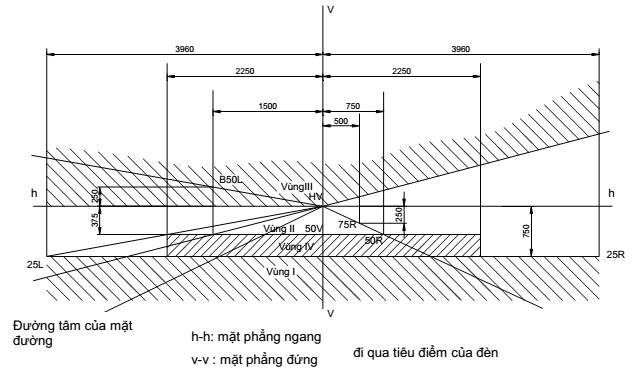 V
3960
3960
2250
2250
1500
750
500
B50L
VùngIII
HV
h
h
250
375
250
750
75R
Vùng II
50V
50R
Vùng IV
25L
25R
Vùng I
V
Đường tâm của mặt
đường
h-h: mặt phẳng ngang
v-v : mặt phẳng đứng
đi qua tiêu điểm của đèn